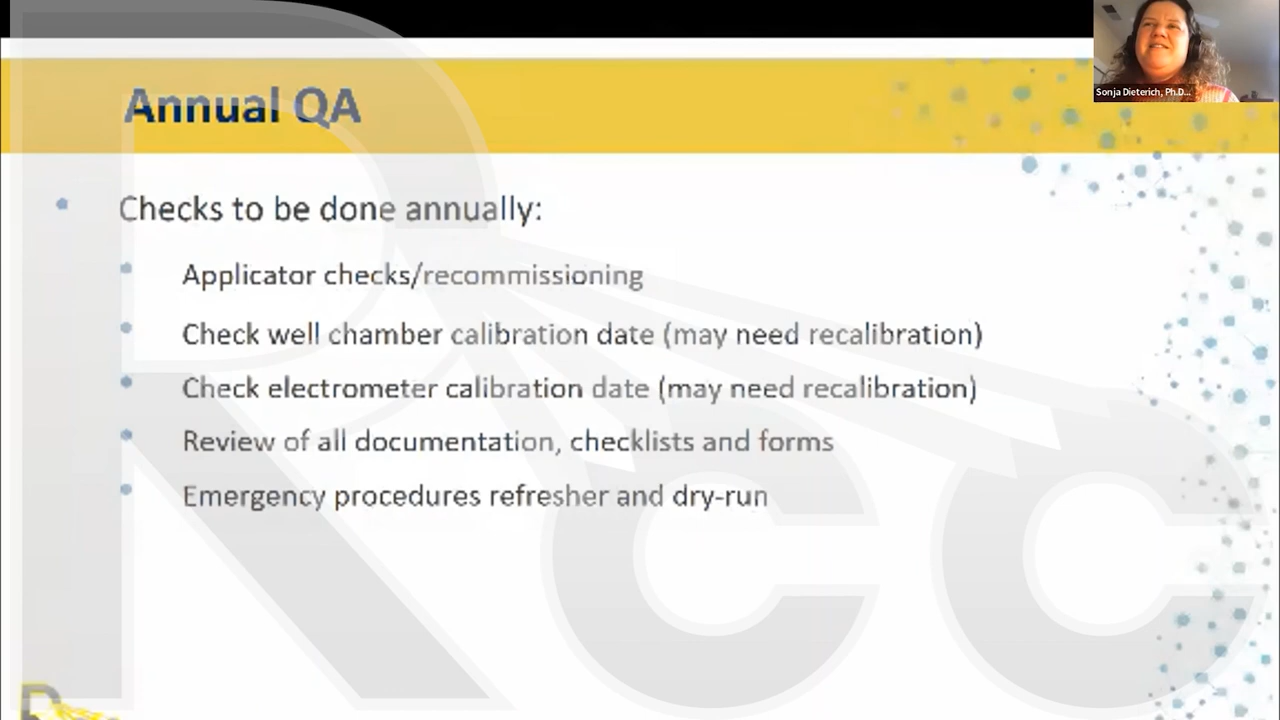 Annual QA
Sonja Dieterich, Ph.D...
Checks to be done annually:
Applicator checks/recommissioning
Check well chamber calibration date (may need recalibration)
Check electrometer calibration date (may need recalibration)
Review of all documentation, checklists and forms
Emergency procedures refresher and dry-run
Rcc